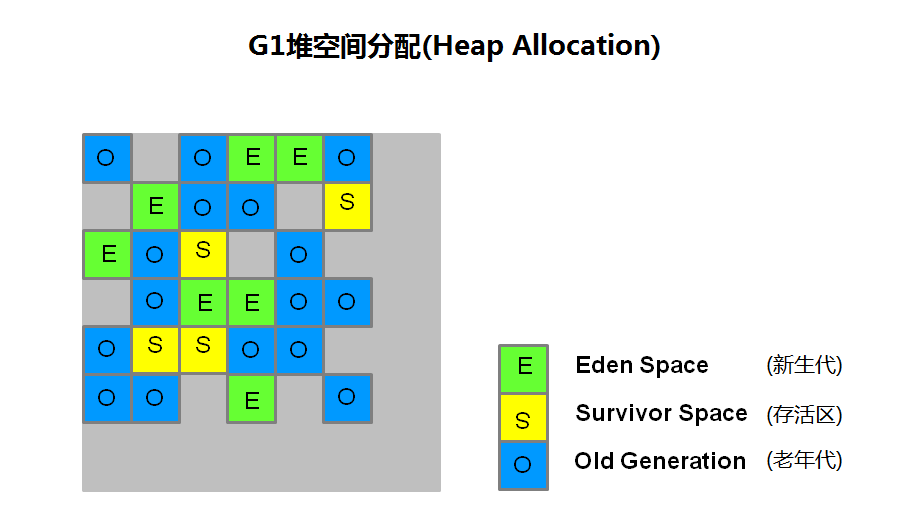 G1堆空间分配(Heap Allocation)
O O E E O
E O O S
E O S O
O E E O O
O S S O O
O O E O
E Eden Space (新生代)
S Survivor Space (存活区)
O Old Generation (老年代)